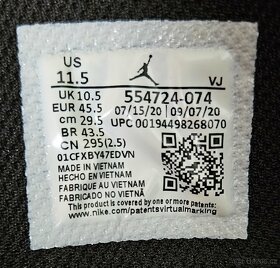 US
11.5
VJ
UK 10.5
EUR 45.5
cm 29.5
BR 43.5
CN 295(2.5)
554724-074
07/15/20 09/07/20
UPC 00194498268070
01CFXBY47EDVN
MADE IN VIETNAM
HECHO EN VIETNAM
FABRIQUE AU VIETNAM
FABRICADO NO VIETNÃ
This product is covered by one or more patents. See
www.nike.com/patentsvirtualmarking